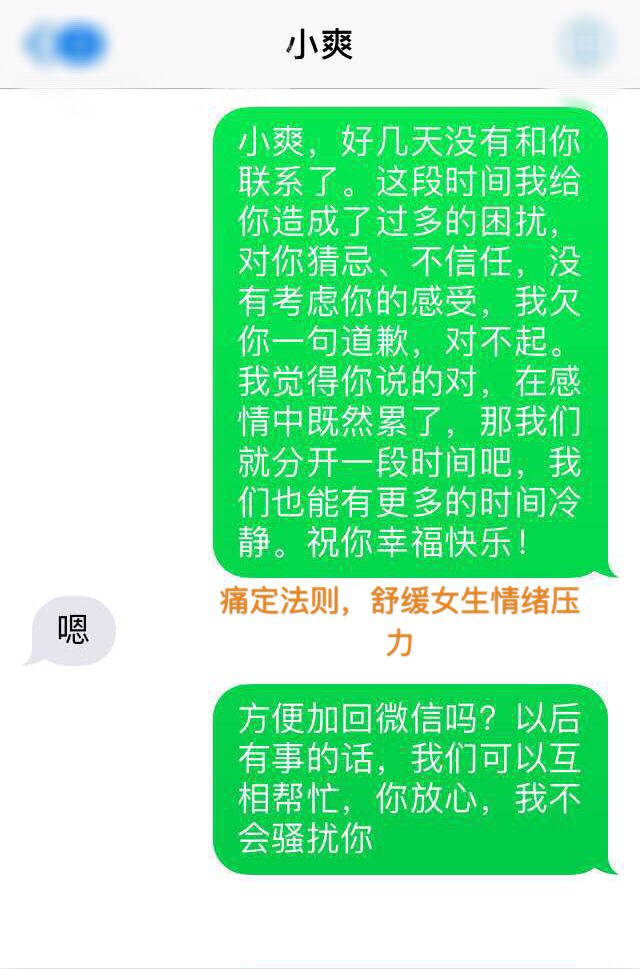 小爽
小爽，好几天没有和你
联系了。这段时间我给
你造成了过多的困扰，
对你猜忌、不信任，没
有考虑你的感受，我欠
你一句道歉，对不起。
我觉得你说的对，在感
情中既然累了，那我们
就分开一段时间吧，我
们也能有更多的时间冷
静。祝你幸福快乐！
痛定法则，舒缓女生情绪压
力
嗯
方便加回微信吗？以后
有事的话，我们可以互
相帮忙，你放心，我不
会骚扰你